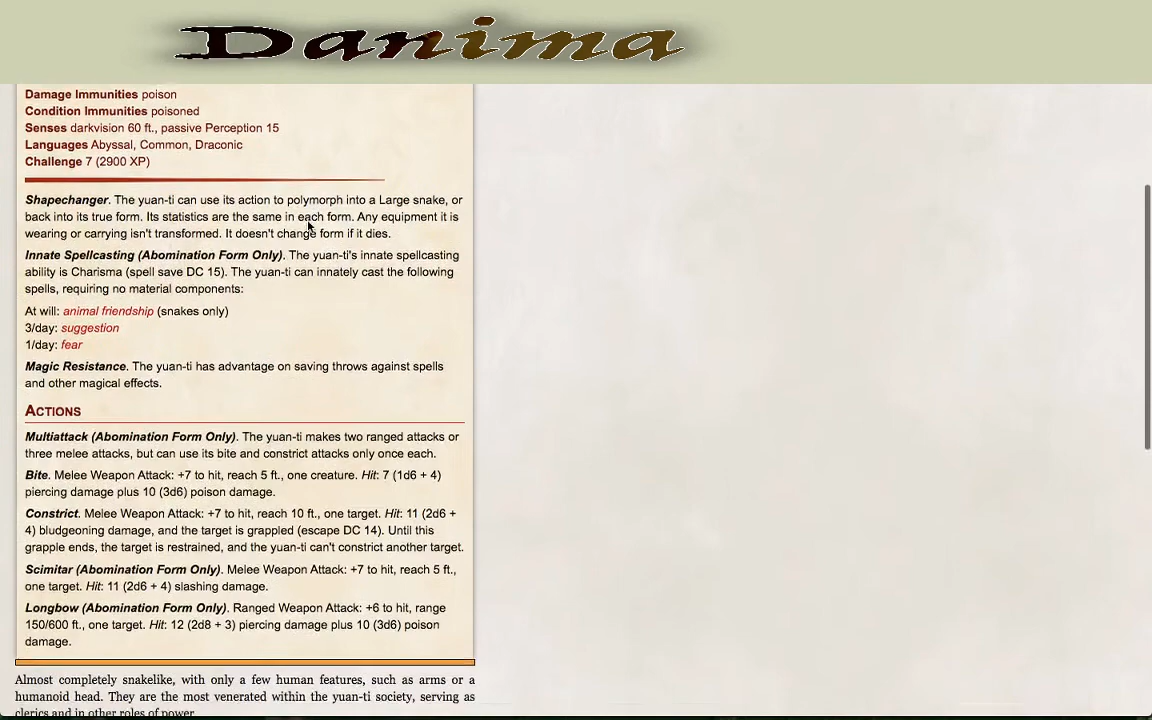 Danima
Damage Immunities poison
Condition Immunities poisoned
Senses darkvision 60 ft., passive Perception 15
Languages Abyssal, Common, Draconic
Challenge 7 (2900 XP)
Shapechanger. The yuan-ti can use its action to polymorph into a Large snake, or
back into its true form. Its statistics are the same in each form. Any equipment it is
wearing or carrying isn't transformed. It doesn't change form if it dies.
Innate Spellcasting (Abomination Form Only). The yuan-ti's innate spellcasting
ability is Charisma (spell save DC 15). The yuan-ti can innately cast the following
spells, requiring no material components:
At will: animal friendship (snakes only)
3/day: suggestion
1/day: fear
Magic Resistance. The yuan-ti has advantage on saving throws against spells
and other magical effects.
Actions
Multiattack (Abomination Form Only). The yuan-ti makes two ranged attacks or
three melee attacks, but can use its bite and constrict attacks only once each.
Bite. Melee Weapon Attack: +7 to hit, reach 5 ft., one creature. Hit: 7 (1d6 + 4)
piercing damage plus 10 (3d6) poison damage.
Constrict. Melee Weapon Attack: +7 to hit, reach 10 ft., one target. Hit: 11 (2d6 +
4) bludgeoning damage, and the target is grappled (escape DC 14). Until this
grapple ends, the target is restrained, and the yuan-ti can't constrict another target.
Scimitar (Abomination Form Only). Melee Weapon Attack: +7 to hit, reach 5 ft.,
one target. Hit: 11 (2d6 + 4) slashing damage.
Longbow (Abomination Form Only). Ranged Weapon Attack: +6 to hit, range
150/600 ft., one target. Hit: 12 (2d8 + 3) piercing damage plus 10 (3d6) poison
damage.
Almost completely snakelike, with only a few human features, such as arms or a
humanoid head. They are the most venerated within the yuan-ti society, serving as
clerics and in other roles of power.